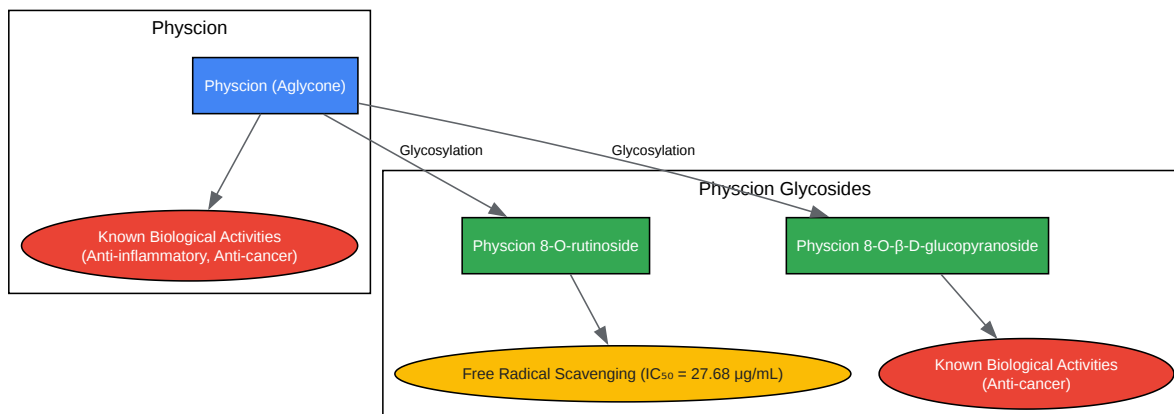 Physcion
Physcion (Aglycone)
Glycosylation
Glycosylation
Physcion Glycosides
Known Biological Activities
(Anti-inflammatory, Anti-cancer)
Physcion 8-O-rutinoside
Physcion 8-O-β-D-glucopyranoside
Free Radical Scavenging (IC₅₀ = 27.68 μg/mL)
Known Biological Activities
(Anti-cancer)